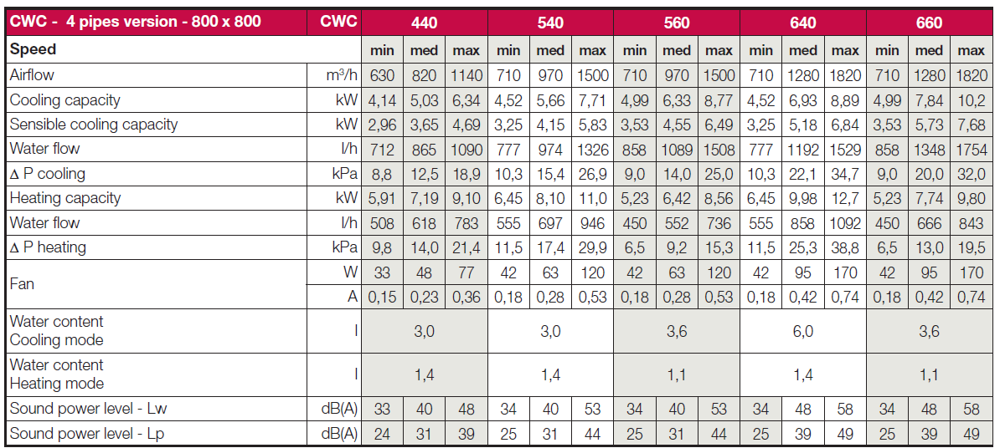 CWC - 4 pipes version - 800 x 800 CWC 440 540 560 640 660
Speed min med max min med max min med max min med max min med max
Airflow m³/h 630 820 1140 710 970 1500 710 970 1500 710 1280 1820 710 1280 1820
Cooling capacity kW 4,14 5,03 6,34 4,52 5,66 7,71 4,99 6,33 8,77 4,52 6,93 8,89 4,99 7,84 10,2
Sensible cooling capacity kW 2,96 3,65 4,69 3,25 4,15 5,83 3,53 4,55 6,49 3,25 5,18 6,84 3,53 5,73 7,68
Water flow l/h 712 865 1090 777 974 1326 858 1089 1508 777 1192 1529 858 1348 1754
Δ P cooling kPa 8,8 12,5 18,9 10,3 15,4 26,9 9,0 14,0 25,0 10,3 22,1 34,7 9,0 20,0 32,0
Heating capacity kW 5,91 7,19 9,10 6,45 8,10 11,0 5,23 6,42 8,56 6,45 9,98 12,7 5,23 7,74 9,80
Water flow l/h 508 618 783 555 697 946 450 552 736 555 858 1092 450 666 843
Δ P heating kPa 9,8 14,0 21,4 11,5 17,4 29,9 6,5 9,2 15,3 11,5 25,3 38,8 6,5 13,0 19,5
Fan W 33 48 77 42 63 120 42 63 120 42 95 170 42 95 170
A 0,15 0,23 0,36 0,18 0,28 0,53 0,18 0,28 0,53 0,18 0,42 0,74 0,18 0,42 0,74
Water content
Cooling mode l 3,0 3,0 3,6 6,0 3,6
Water content
Heating mode l 1,4 1,4 1,1 1,4 1,1
Sound power level - Lw dB(A) 33 40 48 34 40 53 34 40 53 34 48 58 34 48 58
Sound power level - Lp dB(A) 24 31 39 25 31 44 25 31 44 25 39 49 25 39 49